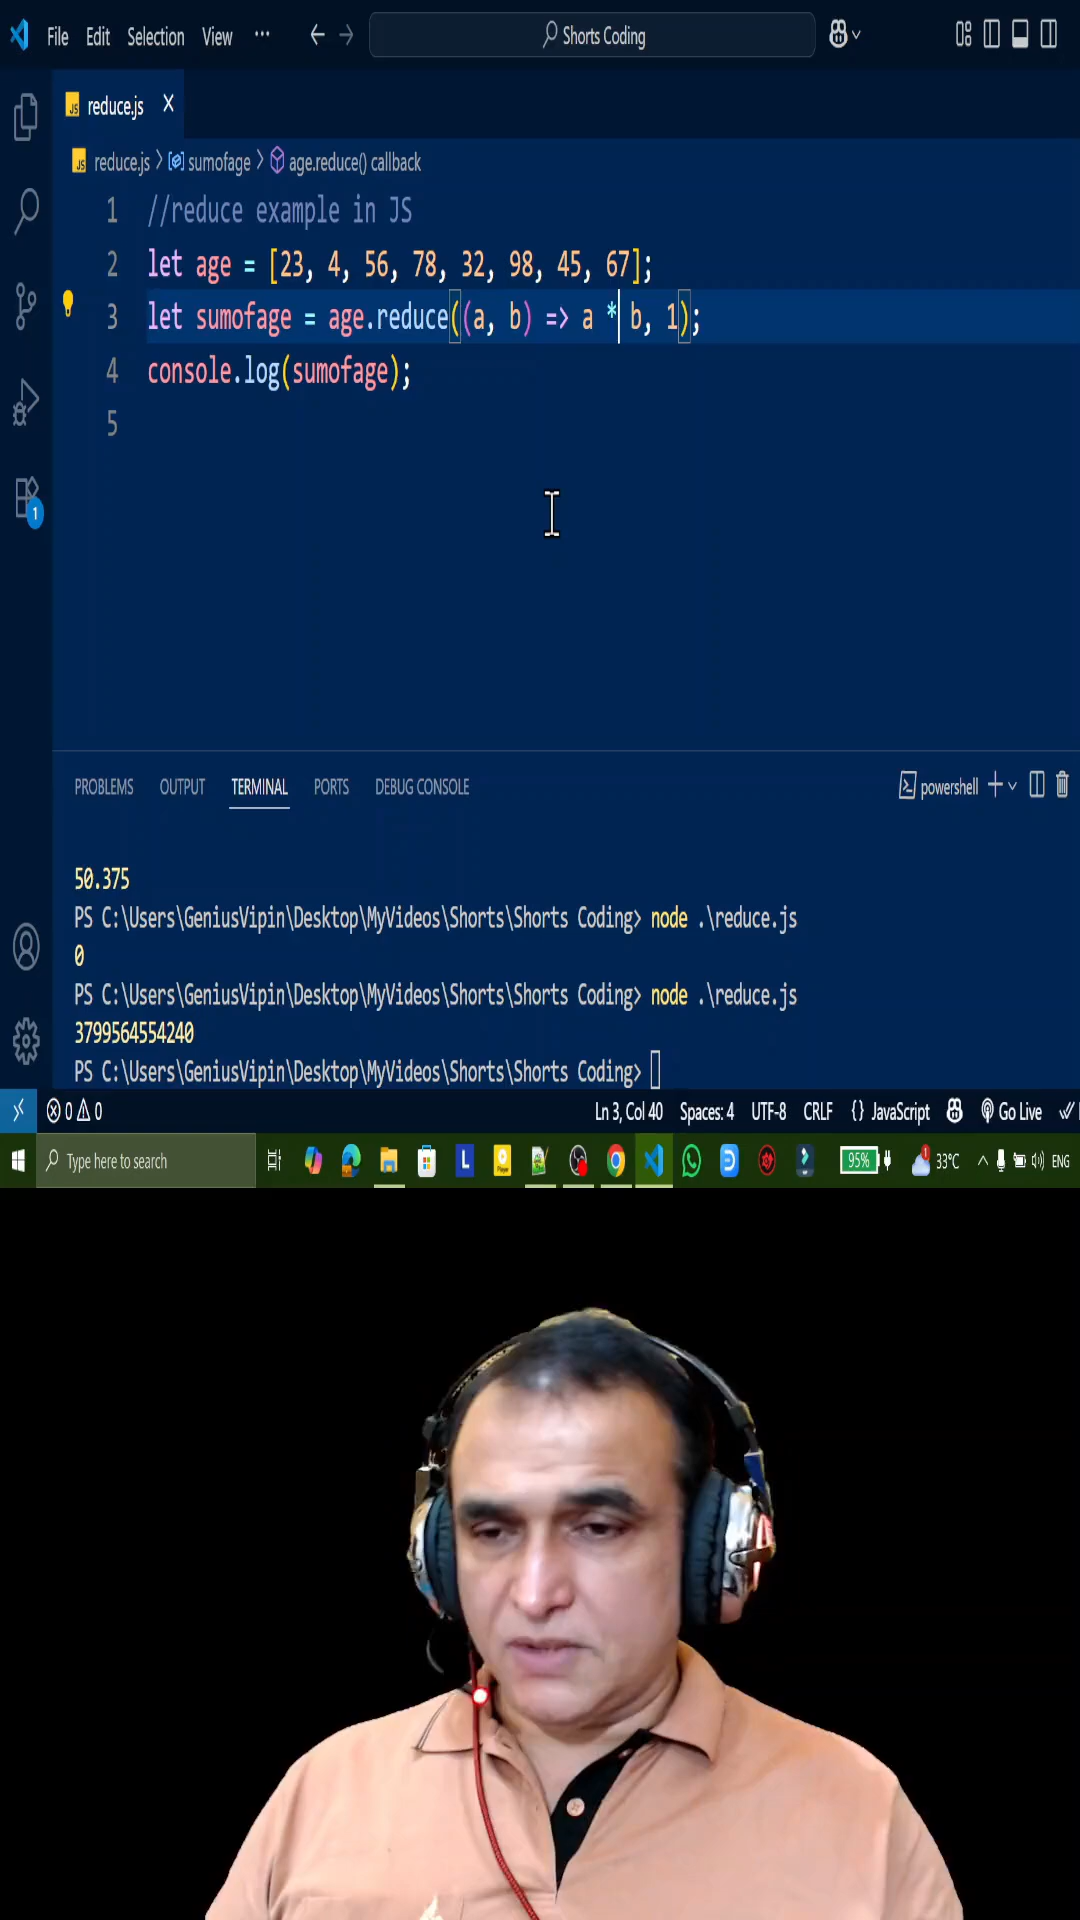 File Edit Selection View ··· Shorts Coding
JS reduce.js X
JS reduce.js > sumofage > age.reduce() callback
1 //reduce example in JS
2 let age = [23, 4, 56, 78, 32, 98, 45, 67];
3 let sumofage = age.reduce((a, b) => a * b, 1);
4 console.log(sumofage);
5
1
PROBLEMS OUTPUT TERMINAL PORTS DEBUG CONSOLE powershell
50.375
PS C:\Users\GeniusVipin\Desktop\MyVideos\Shorts\Shorts Coding> node .\reduce.js
0
PS C:\Users\GeniusVipin\Desktop\MyVideos\Shorts\Shorts Coding> node .\reduce.js
3799564554240
PS C:\Users\GeniusVipin\Desktop\MyVideos\Shorts\Shorts Coding>
0 0 Ln 3, Col 40 Spaces: 4 UTF-8 CRLF {} JavaScript Go Live
Type here to search L 95% 1 33°C ENG